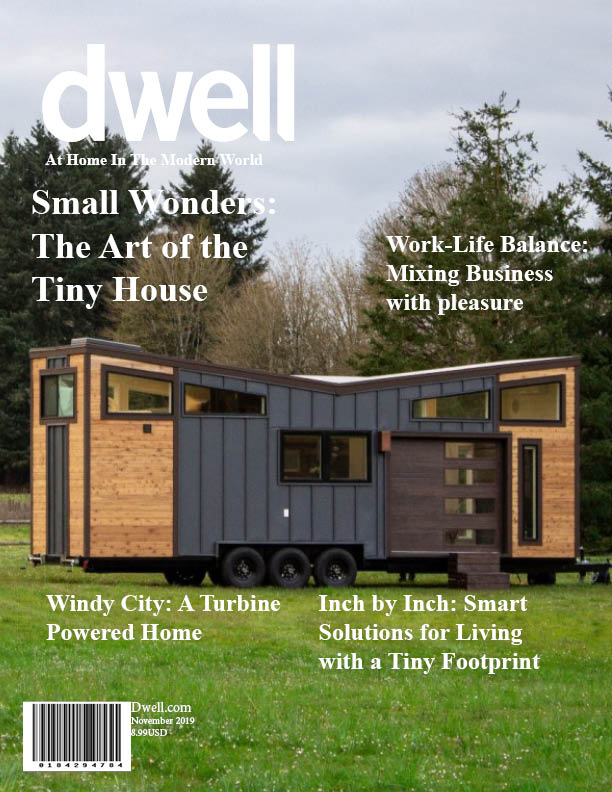 dwell
At Home In The Modern World
Small Wonders:
The Art of the
Tiny House
Work-Life Balance:
Mixing Business
with pleasure
Windy City: A Turbine
Powered Home
Inch by Inch: Smart
Solutions for Living
with a Tiny Footprint
Dwell.com
November 2019
8.99USD
0184294784